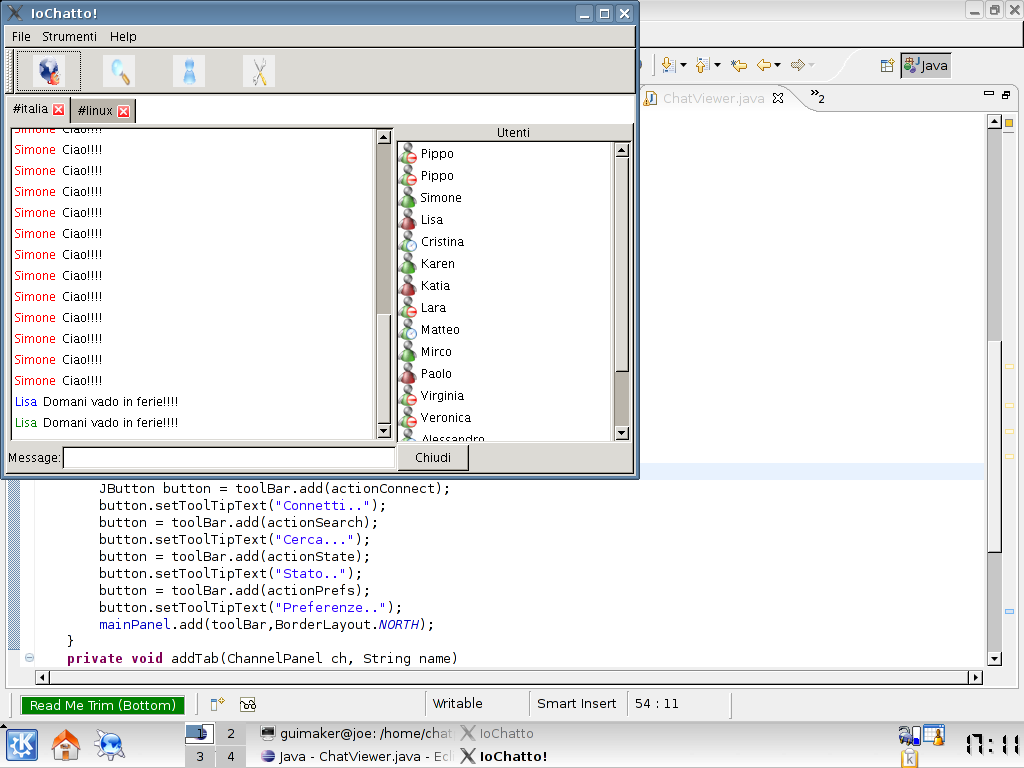 IoChatto!
File Strumenti Help
#italia #linux
Simone Ciao!!!!
Simone Ciao!!!!
Simone Ciao!!!!
Simone Ciao!!!!
Simone Ciao!!!!
Simone Ciao!!!!
Simone Ciao!!!!
Simone Ciao!!!!
Simone Ciao!!!!
Simone Ciao!!!!
Simone Ciao!!!!
Simone Ciao!!!!
Simone Ciao!!!!
Lisa Domani vado in ferie!!!!
Lisa Domani vado in ferie!!!!
Utenti
Pippo
Pippo
Simone
Lisa
Cristina
Karen
Katia
Lara
Matteo
Mirco
Paolo
Virginia
Veronica
Alessandro
Message:
Chiudi
Java
ChatViewer.java
»2
JButton button = toolBar.add(actionConnect);
button.setToolTipText("Connetti..");
button = toolBar.add(actionSearch);
button.setToolTipText("Cerca...");
button = toolBar.add(actionState);
button.setToolTipText("Stato..");
button = toolBar.add(actionPrefs);
button.setToolTipText("Preferenze..");
mainPanel.add(toolBar,BorderLayout.NORTH);
}
private void addTab(ChannelPanel ch, String name)
Read Me Trim (Bottom)
Writable
Smart Insert
54 : 11
1 2
3 4
guimaker@joe: /home/chat
IoChatto
Java - ChatViewer.java - Ecl
IoChatto!
17:11